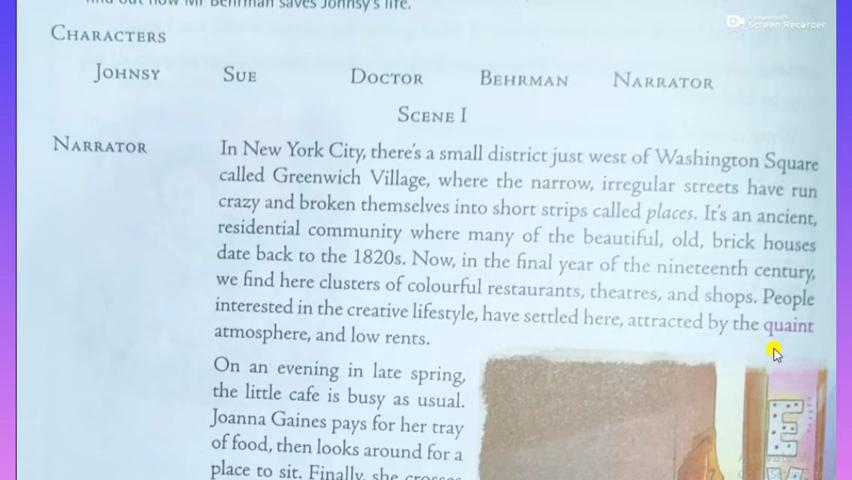 find out how Mr Behrman saves Johnsy's life.
CHARACTERS
JOHNSY SUE DOCTOR BEHRMAN NARRATOR
SCENE I
NARRATOR In New York City, there's a small district just west of Washington Square
called Greenwich Village, where the narrow, irregular streets have run
crazy and broken themselves into short strips called places. It's an ancient,
residential community where many of the beautiful, old, brick houses
date back to the 1820s. Now, in the final year of the nineteenth century,
we find here clusters of colourful restaurants, theatres, and shops. People
interested in the creative lifestyle, have settled here, attracted by the quaint
atmosphere, and low rents.
On an evening in late spring,
the little cafe is busy as usual.
Joanna Gaines pays for her tray
of food, then looks around for a
place to sit. Finally, she crosses
Screen Recorder